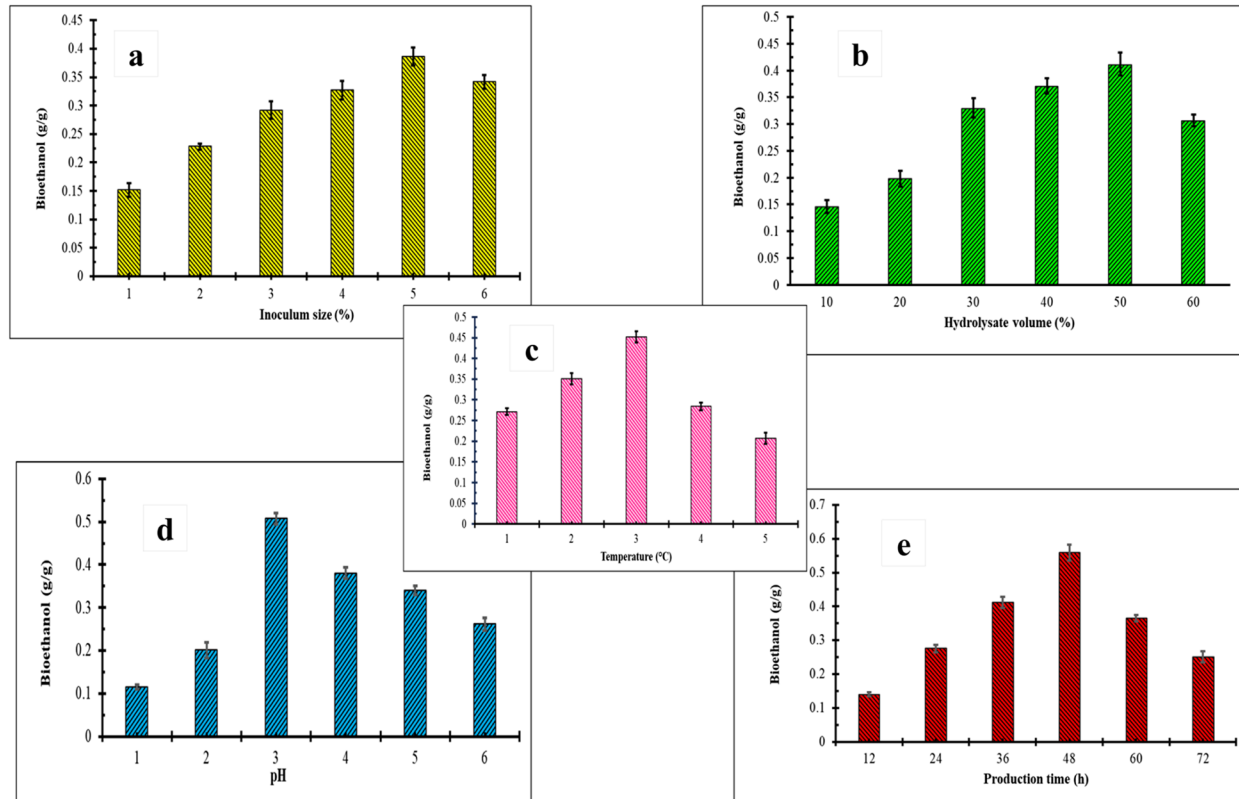 a
Bioethanol (g/g)
0.45
0.4
0.35
0.3
0.25
0.2
0.15
0.1
0.05
0
1 2 3 4 5 6
Inoculum size (%)
b
Bioethanol (g/g)
0.5
0.45
0.4
0.35
0.3
0.25
0.2
0.15
0.1
0.05
0
10 20 30 40 50 60
Hydrolysate volume (%)
c
Bioethanol (g/g)
0.5
0.45
0.4
0.35
0.3
0.25
0.2
0.15
0.1
0.05
0
1 2 3 4 5
Temperature (°C)
d
Bioethanol (g/g)
0.6
0.5
0.4
0.3
0.2
0.1
0
1 2 3 4 5 6
pH
e
Bioethanol (g/g)
0.7
0.6
0.5
0.4
0.3
0.2
0.1
0
12 24 36 48 60 72
Production time (h)